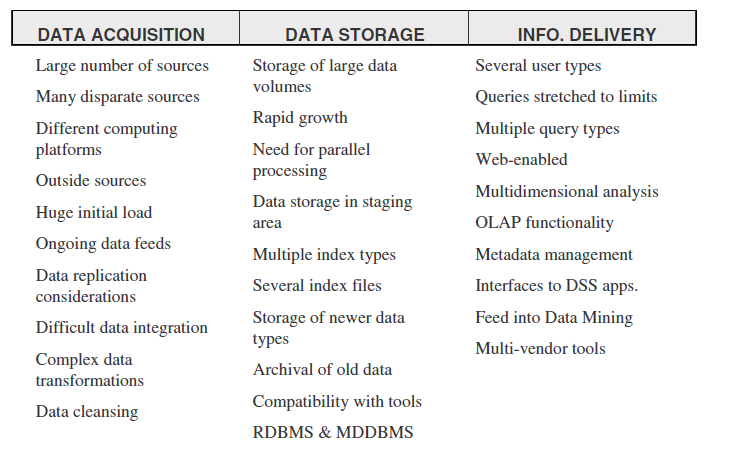 DATA ACQUISITION
Large number of sources
Many disparate sources
Different computing
platforms
Outside sources
Huge initial load
Ongoing data feeds
Data replication
considerations
Difficult data integration
Complex data
transformations
Data cleansing
DATA STORAGE
Storage of large data
volumes
Rapid growth
Need for parallel
processing
Data storage in staging
area
Multiple index types
Several index files
Storage of newer data
types
Archival of old data
Compatibility with tools
RDBMS & MDDBMS
INFO. DELIVERY
Several user types
Queries stretched to limits
Multiple query types
Web-enabled
Multidimensional analysis
OLAP functionality
Metadata management
Interfaces to DSS apps.
Feed into Data Mining
Multi-vendor tools